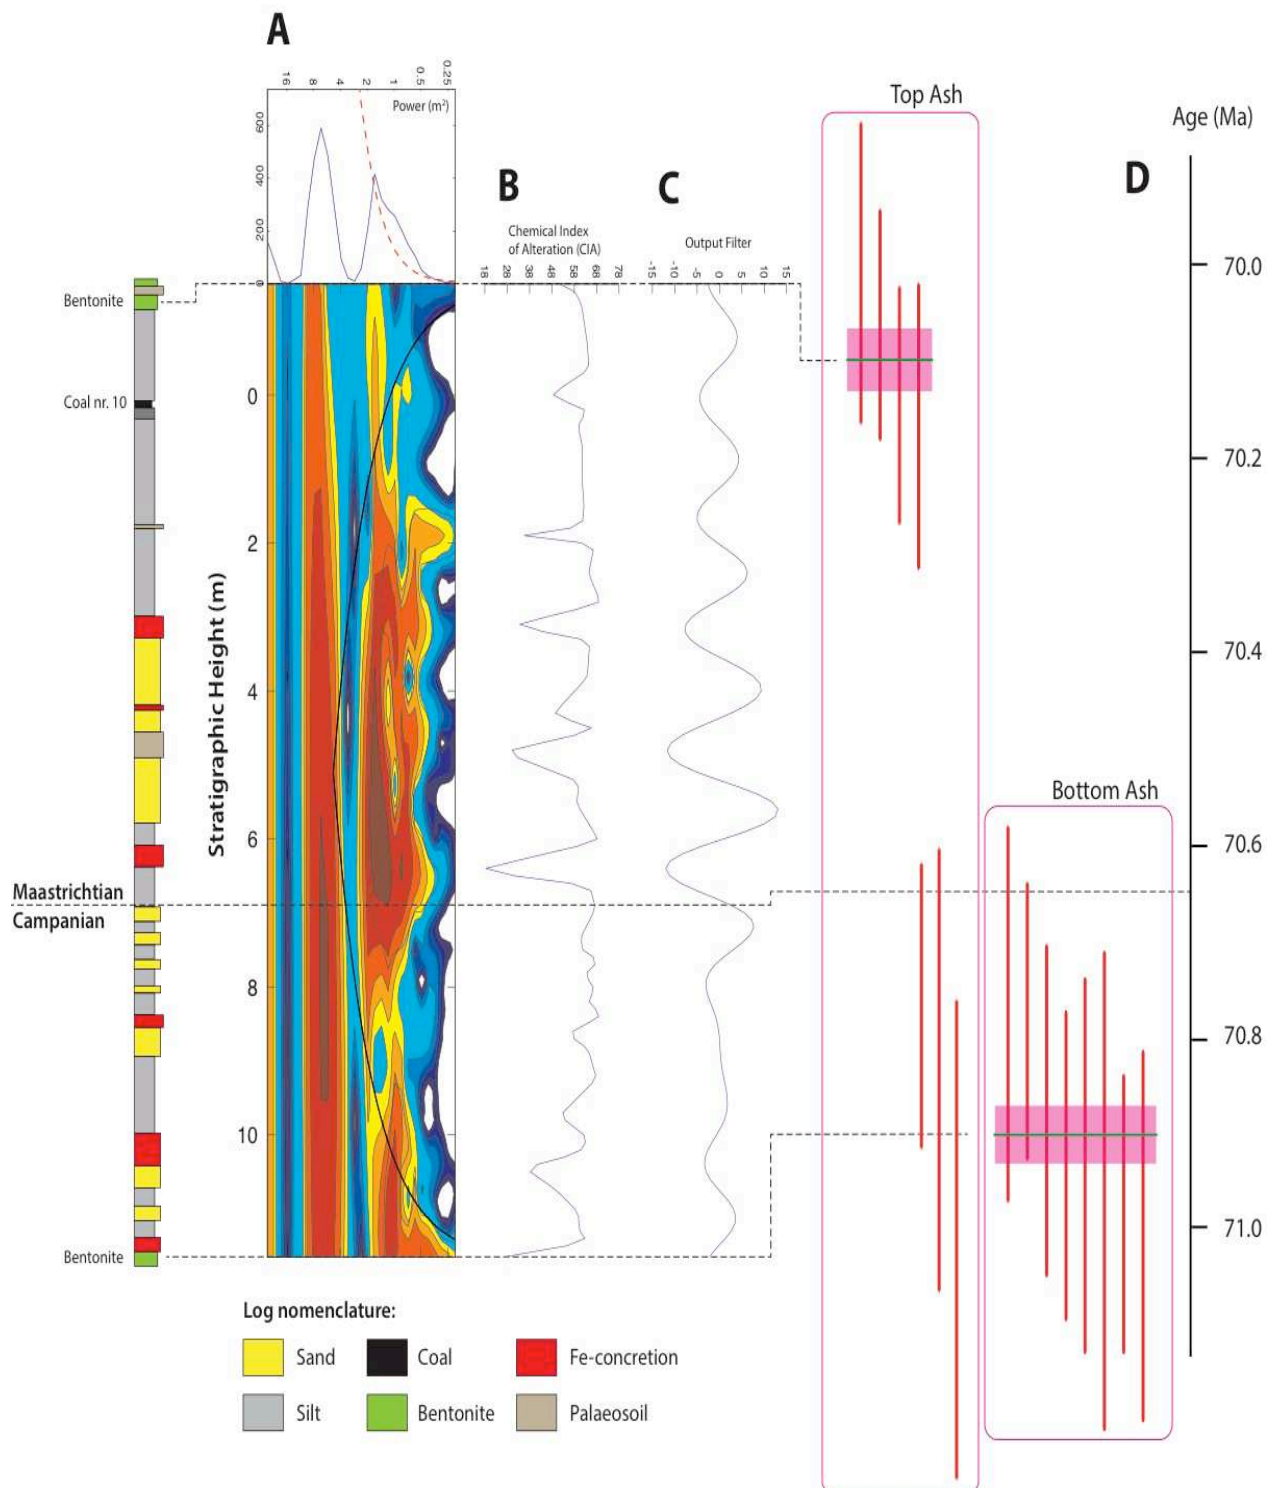 A
16 8 4 2 1 0.5 0.25
Power (m²)
600
400
200
0
B
Chemical Index
of Alteration (CIA)
18 28 38 48 58 68 78
C
Output Filter
-15 -10 -5 0 5 10 15
Top Ash
D
Age (Ma)
70.0
70.2
70.4
70.6
70.8
71.0
Bottom Ash
Bentonite
Coal nr. 10
Stratigraphic Height (m)
0
2
4
6
8
10
Maastrichtian
Campanian
Bentonite
Log nomenclature:
Sand
Coal
Fe-concretion
Silt
Bentonite
Palaeosoil